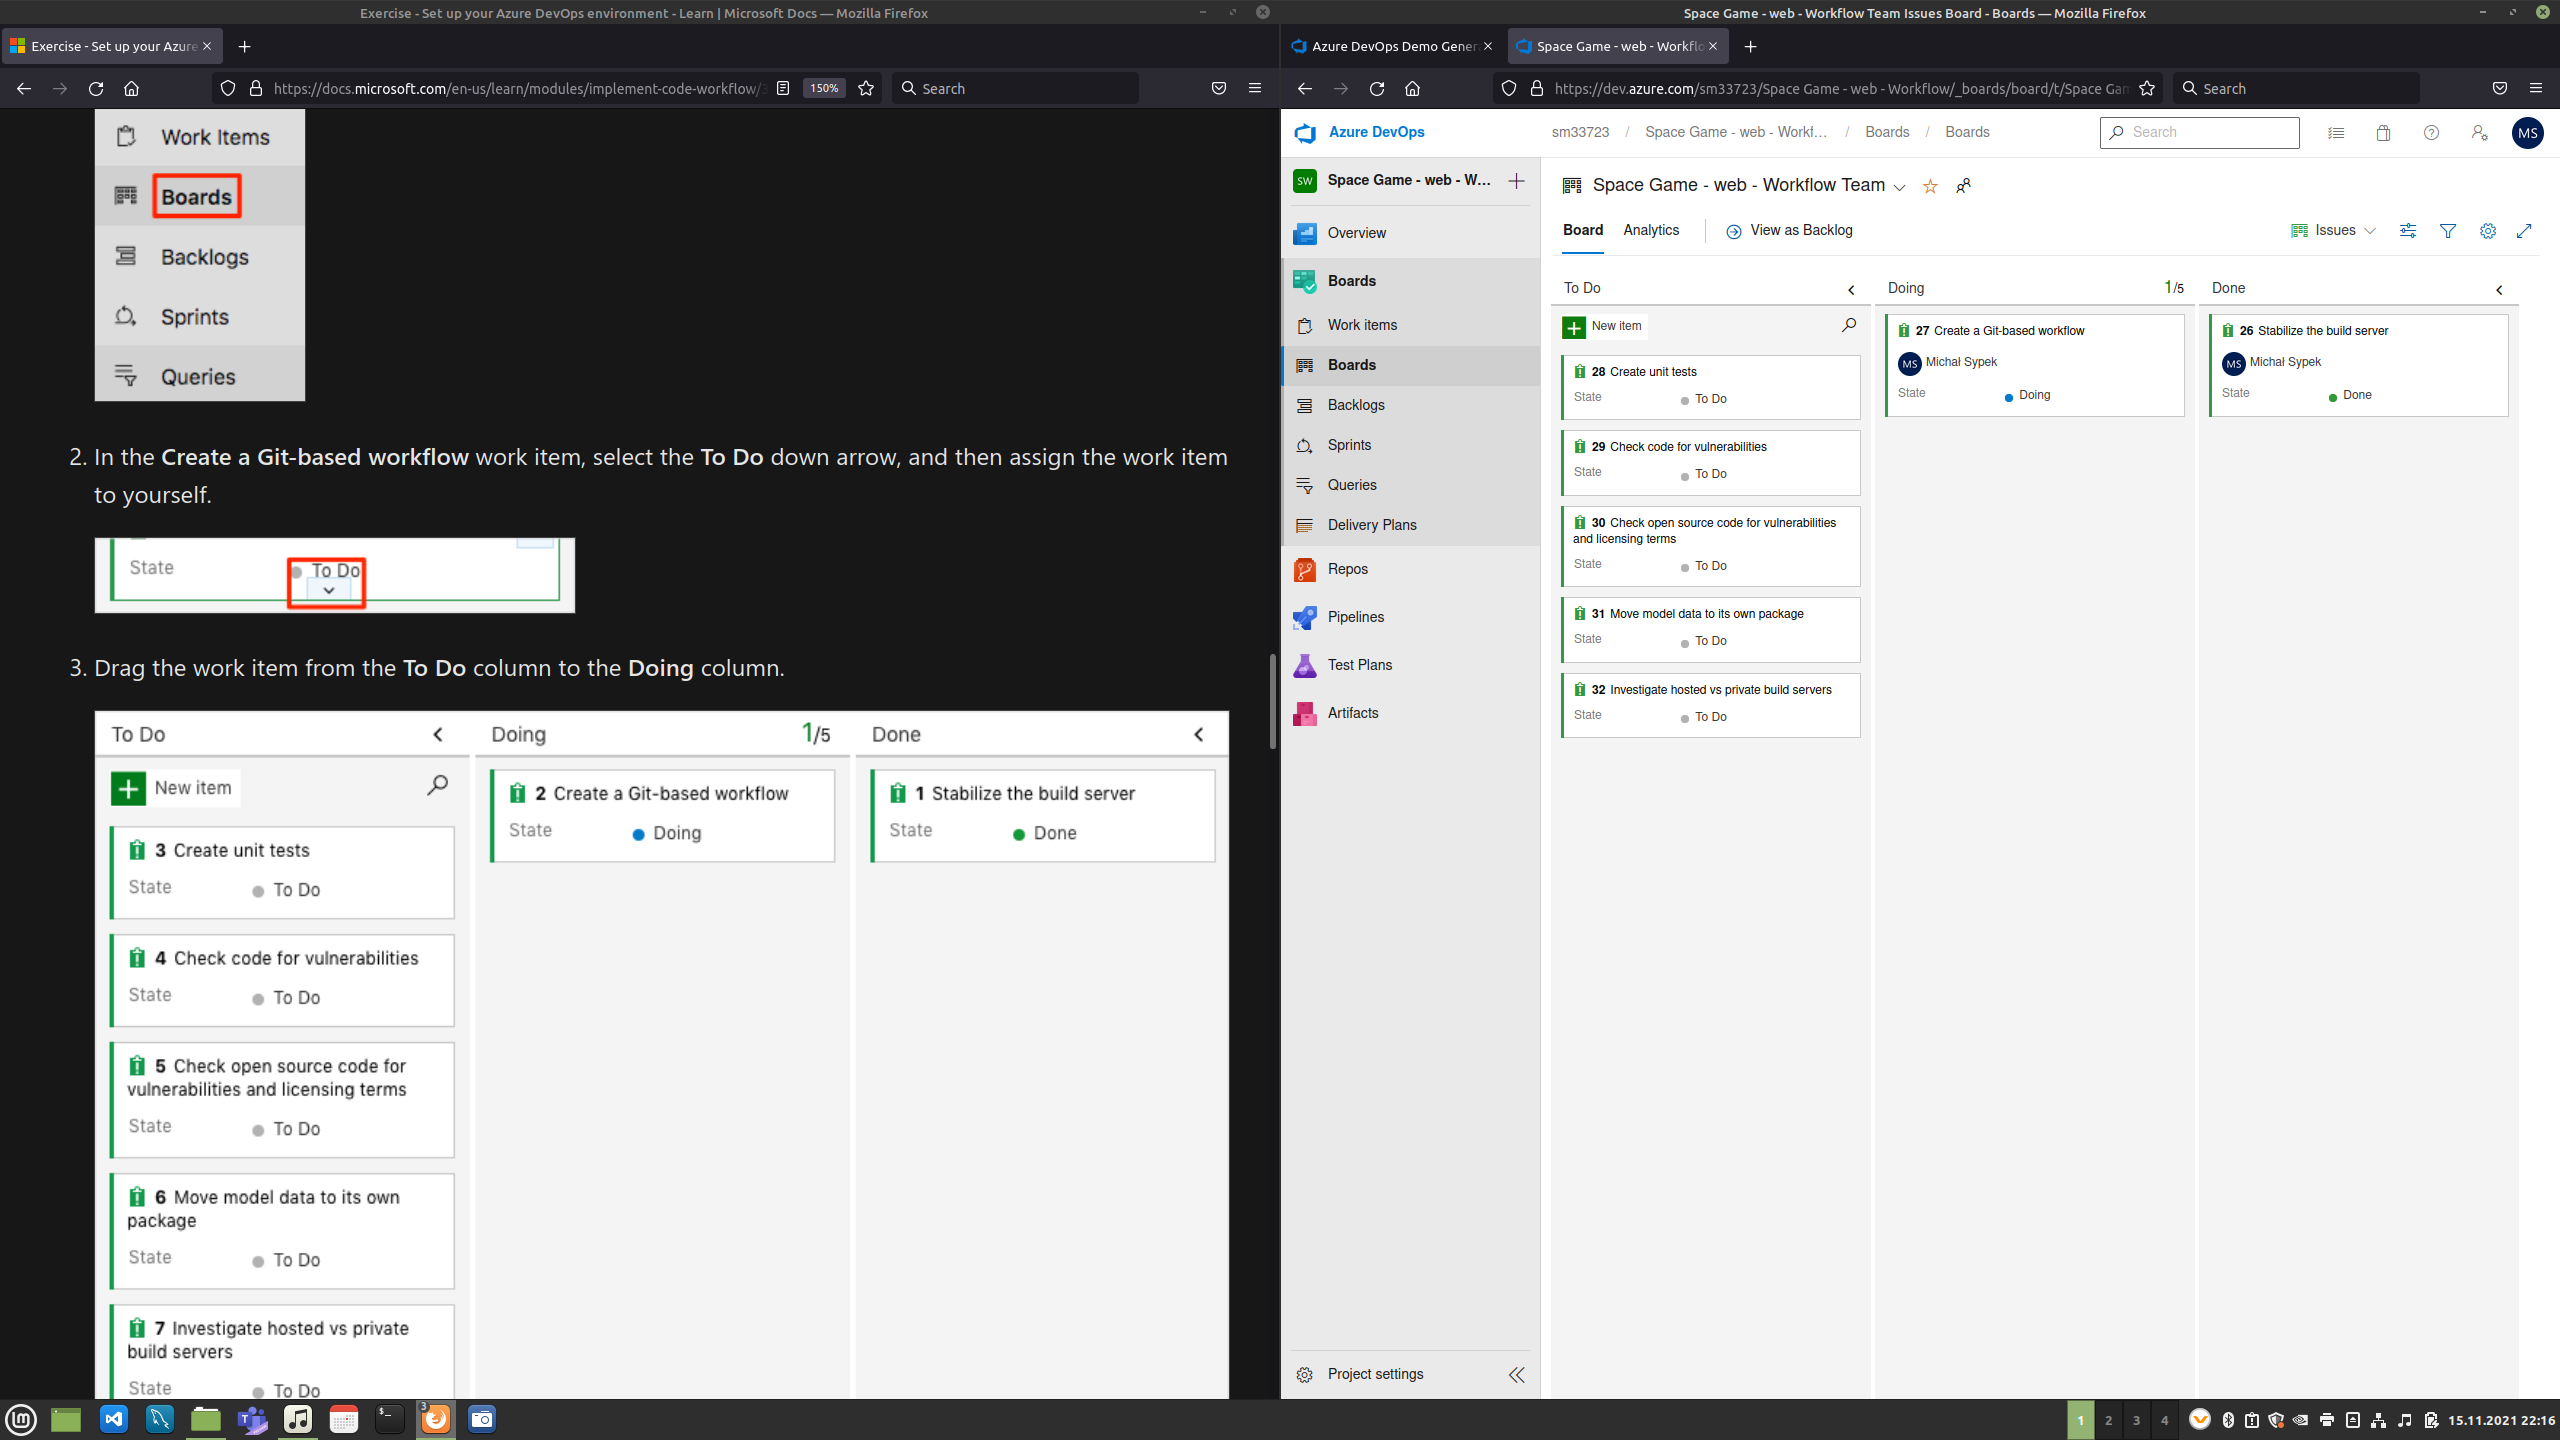 Exercise - Set up your Azure DevOps environment - Learn | Microsoft Docs — Mozilla Firefox
Exercise - Set up your Azure
https://docs.microsoft.com/en-us/learn/modules/implement-code-workflow/3
150%
Search
Work Items
Boards
Backlogs
Sprints
Queries
2. In the Create a Git-based workflow work item, select the To Do down arrow, and then assign the work item
to yourself.
State
To Do
3. Drag the work item from the To Do column to the Doing column.
To Do
Doing
1/5
Done
New item
2 Create a Git-based workflow
State
Doing
1 Stabilize the build server
State
Done
3 Create unit tests
State
To Do
4 Check code for vulnerabilities
State
To Do
5 Check open source code for
vulnerabilities and licensing terms
State
To Do
6 Move model data to its own
package
State
To Do
7 Investigate hosted vs private
build servers
State
To Do
Space Game - web - Workflow Team Issues Board - Boards — Mozilla Firefox
Azure DevOps Demo Gener
Space Game - web - Workflo
https://dev.azure.com/sm33723/Space Game - web - Workflow/_boards/board/t/Space Gam
Search
Azure DevOps
sm33723 / Space Game - web - Workf... / Boards / Boards
Search
MS
SW
Space Game - web - W...
Overview
Boards
Work items
Boards
Backlogs
Sprints
Queries
Delivery Plans
Repos
Pipelines
Test Plans
Artifacts
Project settings
Space Game - web - Workflow Team
Board
Analytics
View as Backlog
Issues
To Do
Doing
1/5
Done
New item
28 Create unit tests
State
To Do
29 Check code for vulnerabilities
State
To Do
30 Check open source code for vulnerabilities
and licensing terms
State
To Do
31 Move model data to its own package
State
To Do
32 Investigate hosted vs private build servers
State
To Do
27 Create a Git-based workflow
MS Michał Sypek
State
Doing
26 Stabilize the build server
MS Michał Sypek
State
Done
3
1 2 3 4
15.11.2021 22:16